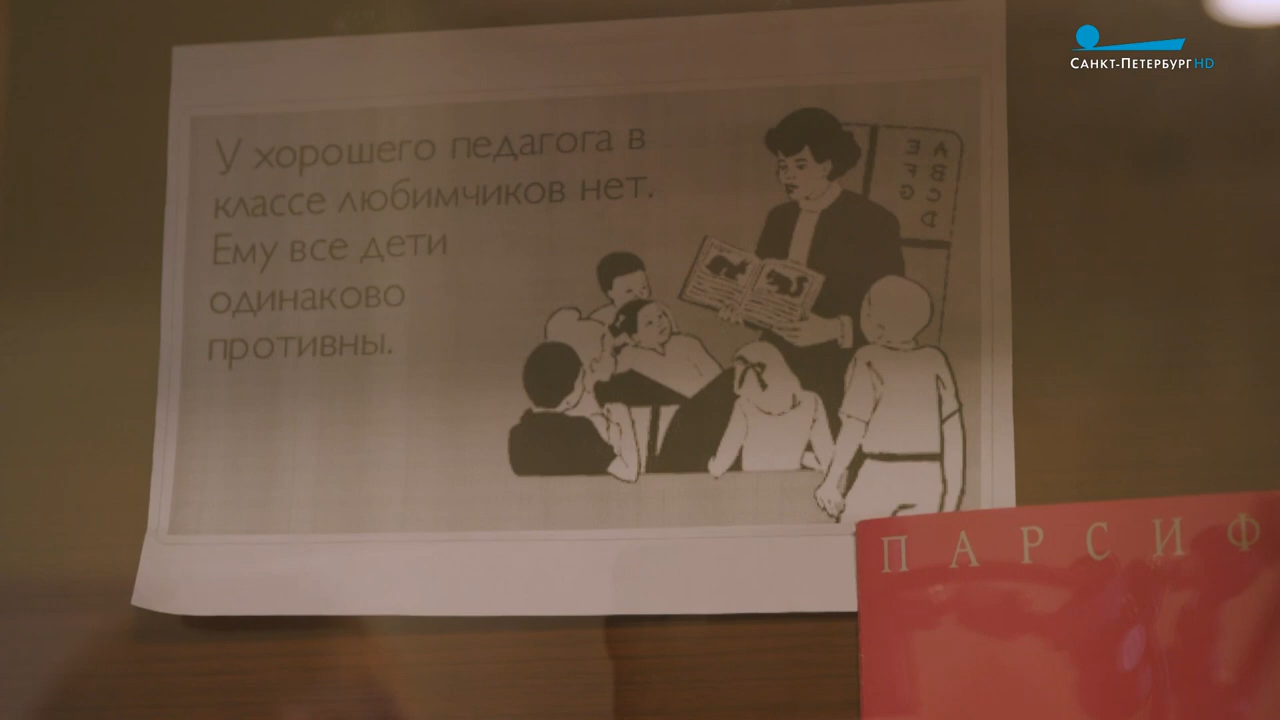 Санкт-Петербург HD
У хорошего педагога в
классе любимчиков нет.
Ему все дети
одинаково
противны.
A E
B F
C G
D
ПАРСИФ